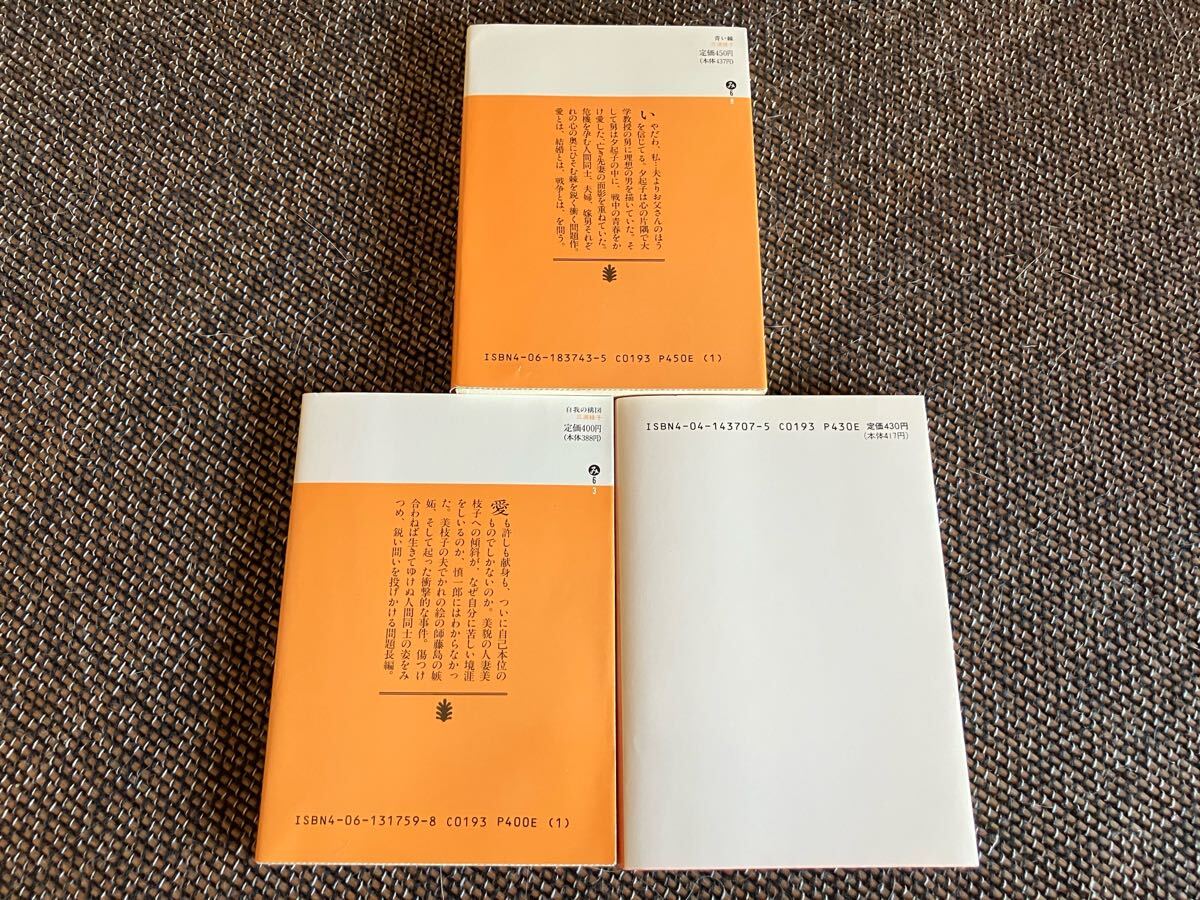 青い棘
三浦綾子
定価450円
(本体437円)
み
6
8
いやだわ、私…夫よりお父さんのほう
を信じてる。夕起子は心の片隅で大
学教授の舅に理想の男を描いていた。そ
して舅は夕起子の中に、戦中の青春をか
け愛した、亡き先妻の面影を重ねていた。
危機を孕む人間同士、夫婦、嫁舅それぞ
れの心の奥にひそむ棘を鋭く衝く問題作。
愛とは、結婚とは、戦争とは、を問う。
ISBN4-06-183743-5 C0193 P450E (1)
自我の構図
三浦綾子
定価400円
(本体388円)
み
6
3
愛も許しも献身も、ついに自己本位の
ものでしかないのか。美貌の人妻美
枝子への傾斜が、なぜ自分に苦しい境涯
をしいるのか、慎一郎にはわからなかっ
た。美枝子の夫でかれの絵の師藤島の嫉
妬、そして起った衝撃的な事件。傷つけ
合わねば生きてゆけぬ人間同士の姿をみ
つめ、鋭い問いを投げかける問題長編。
ISBN4-06-131759-8 C0193 P400E (1)
ISBN4-04-143707-5 C0193 P430E 定価430円
(本体417円)